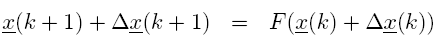 x(k + 1) + Δx(k + 1) = F(x(k) + Δx(k))